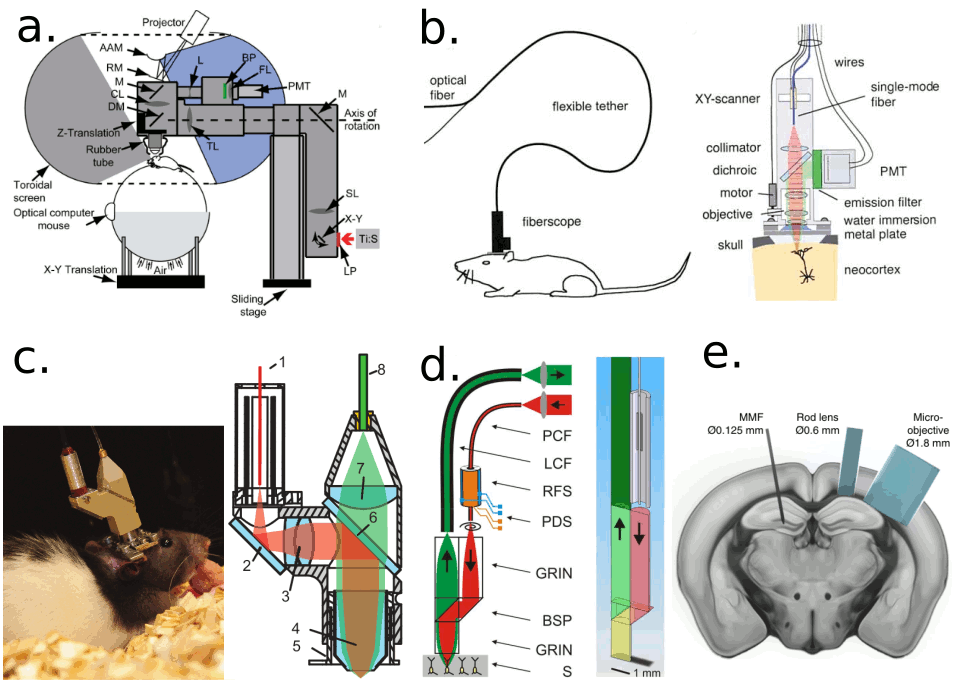 a.
Projector
AAM
RM
M
CL
DM
Z-Translation
Rubber
tube
L
BP
FL
PMT
M
Axis of
rotation
TL
Toroidal
screen
Optical computer
mouse
SL
X-Y
Ti:S
LP
X-Y Translation
Air
Sliding
stage
b.
optical
fiber
flexible tether
fiberscope
wires
XY-scanner
single-mode
fiber
collimator
dichroic
PMT
motor
emission filter
objective
water immersion
metal plate
skull
neocortex
c.
1
8
7
6
2
3
4
5
d.
PCF
LCF
RFS
PDS
GRIN
BSP
GRIN
S
1 mm
e.
MMF
Ø0.125 mm
Rod lens
Ø0.6 mm
Micro-
objective
Ø1.8 mm